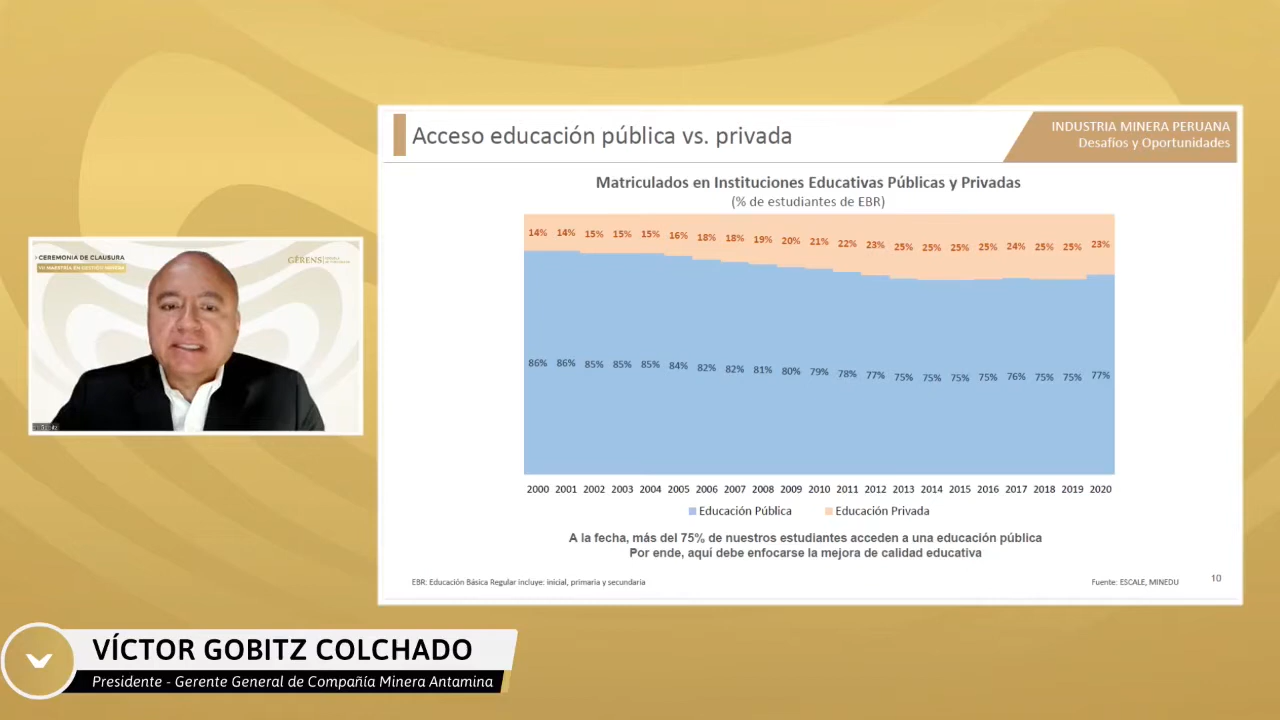 Acceso educación pública vs. privada
INDUSTRIA MINERA PERUANA
Desafíos y Oportunidades
Matriculados en Instituciones Educativas Públicas y Privadas
(% de estudiantes de EBR)
14% 14% 15% 15% 15% 16% 18% 18% 19% 20% 21% 22% 23% 25% 25% 25% 25% 24% 25% 25% 23%
86% 86% 85% 85% 85% 84% 82% 82% 81% 80% 79% 78% 77% 75% 75% 75% 75% 76% 75% 75% 77%
2000 2001 2002 2003 2004 2005 2006 2007 2008 2009 2010 2011 2012 2013 2014 2015 2016 2017 2018 2019 2020
Educación Pública Educación Privada
A la fecha, más del 75% de nuestros estudiantes acceden a una educación pública
Por ende, aquí debe enfocarse la mejora de calidad educativa
EBR: Educación Básica Regular incluye: inicial, primaria y secundaria
Fuente: ESCALE, MINEDU
10
CEREMONIA DE CLAUSURA
VII MAESTRÍA EN GESTIÓN MINERA
GĚRENS
VÍCTOR GOBITZ COLCHADO
Presidente - Gerente General de Compañía Minera Antamina